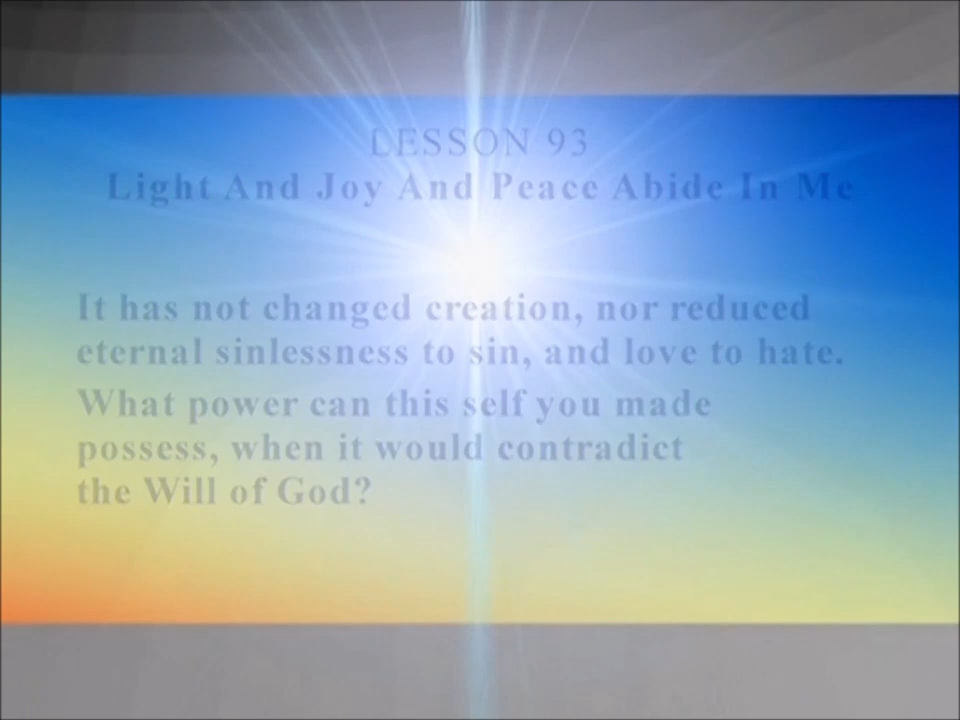 LESSON 93
Light And Joy And Peace Abide In Me
It has not changed creation, nor reduced
eternal sinlessness to sin, and love to hate.
What power can this self you made
possess, when it would contradict
the Will of God?